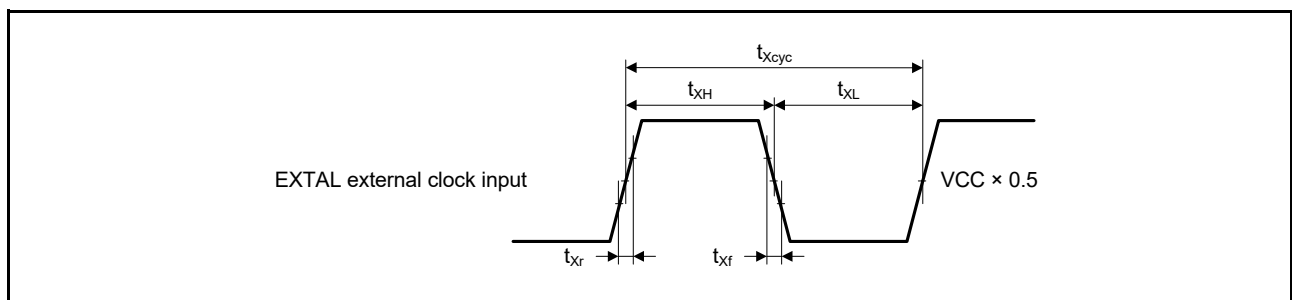 tXcyc
tXH
tXL
EXTAL external clock input
VCC × 0.5
tXr
tXf